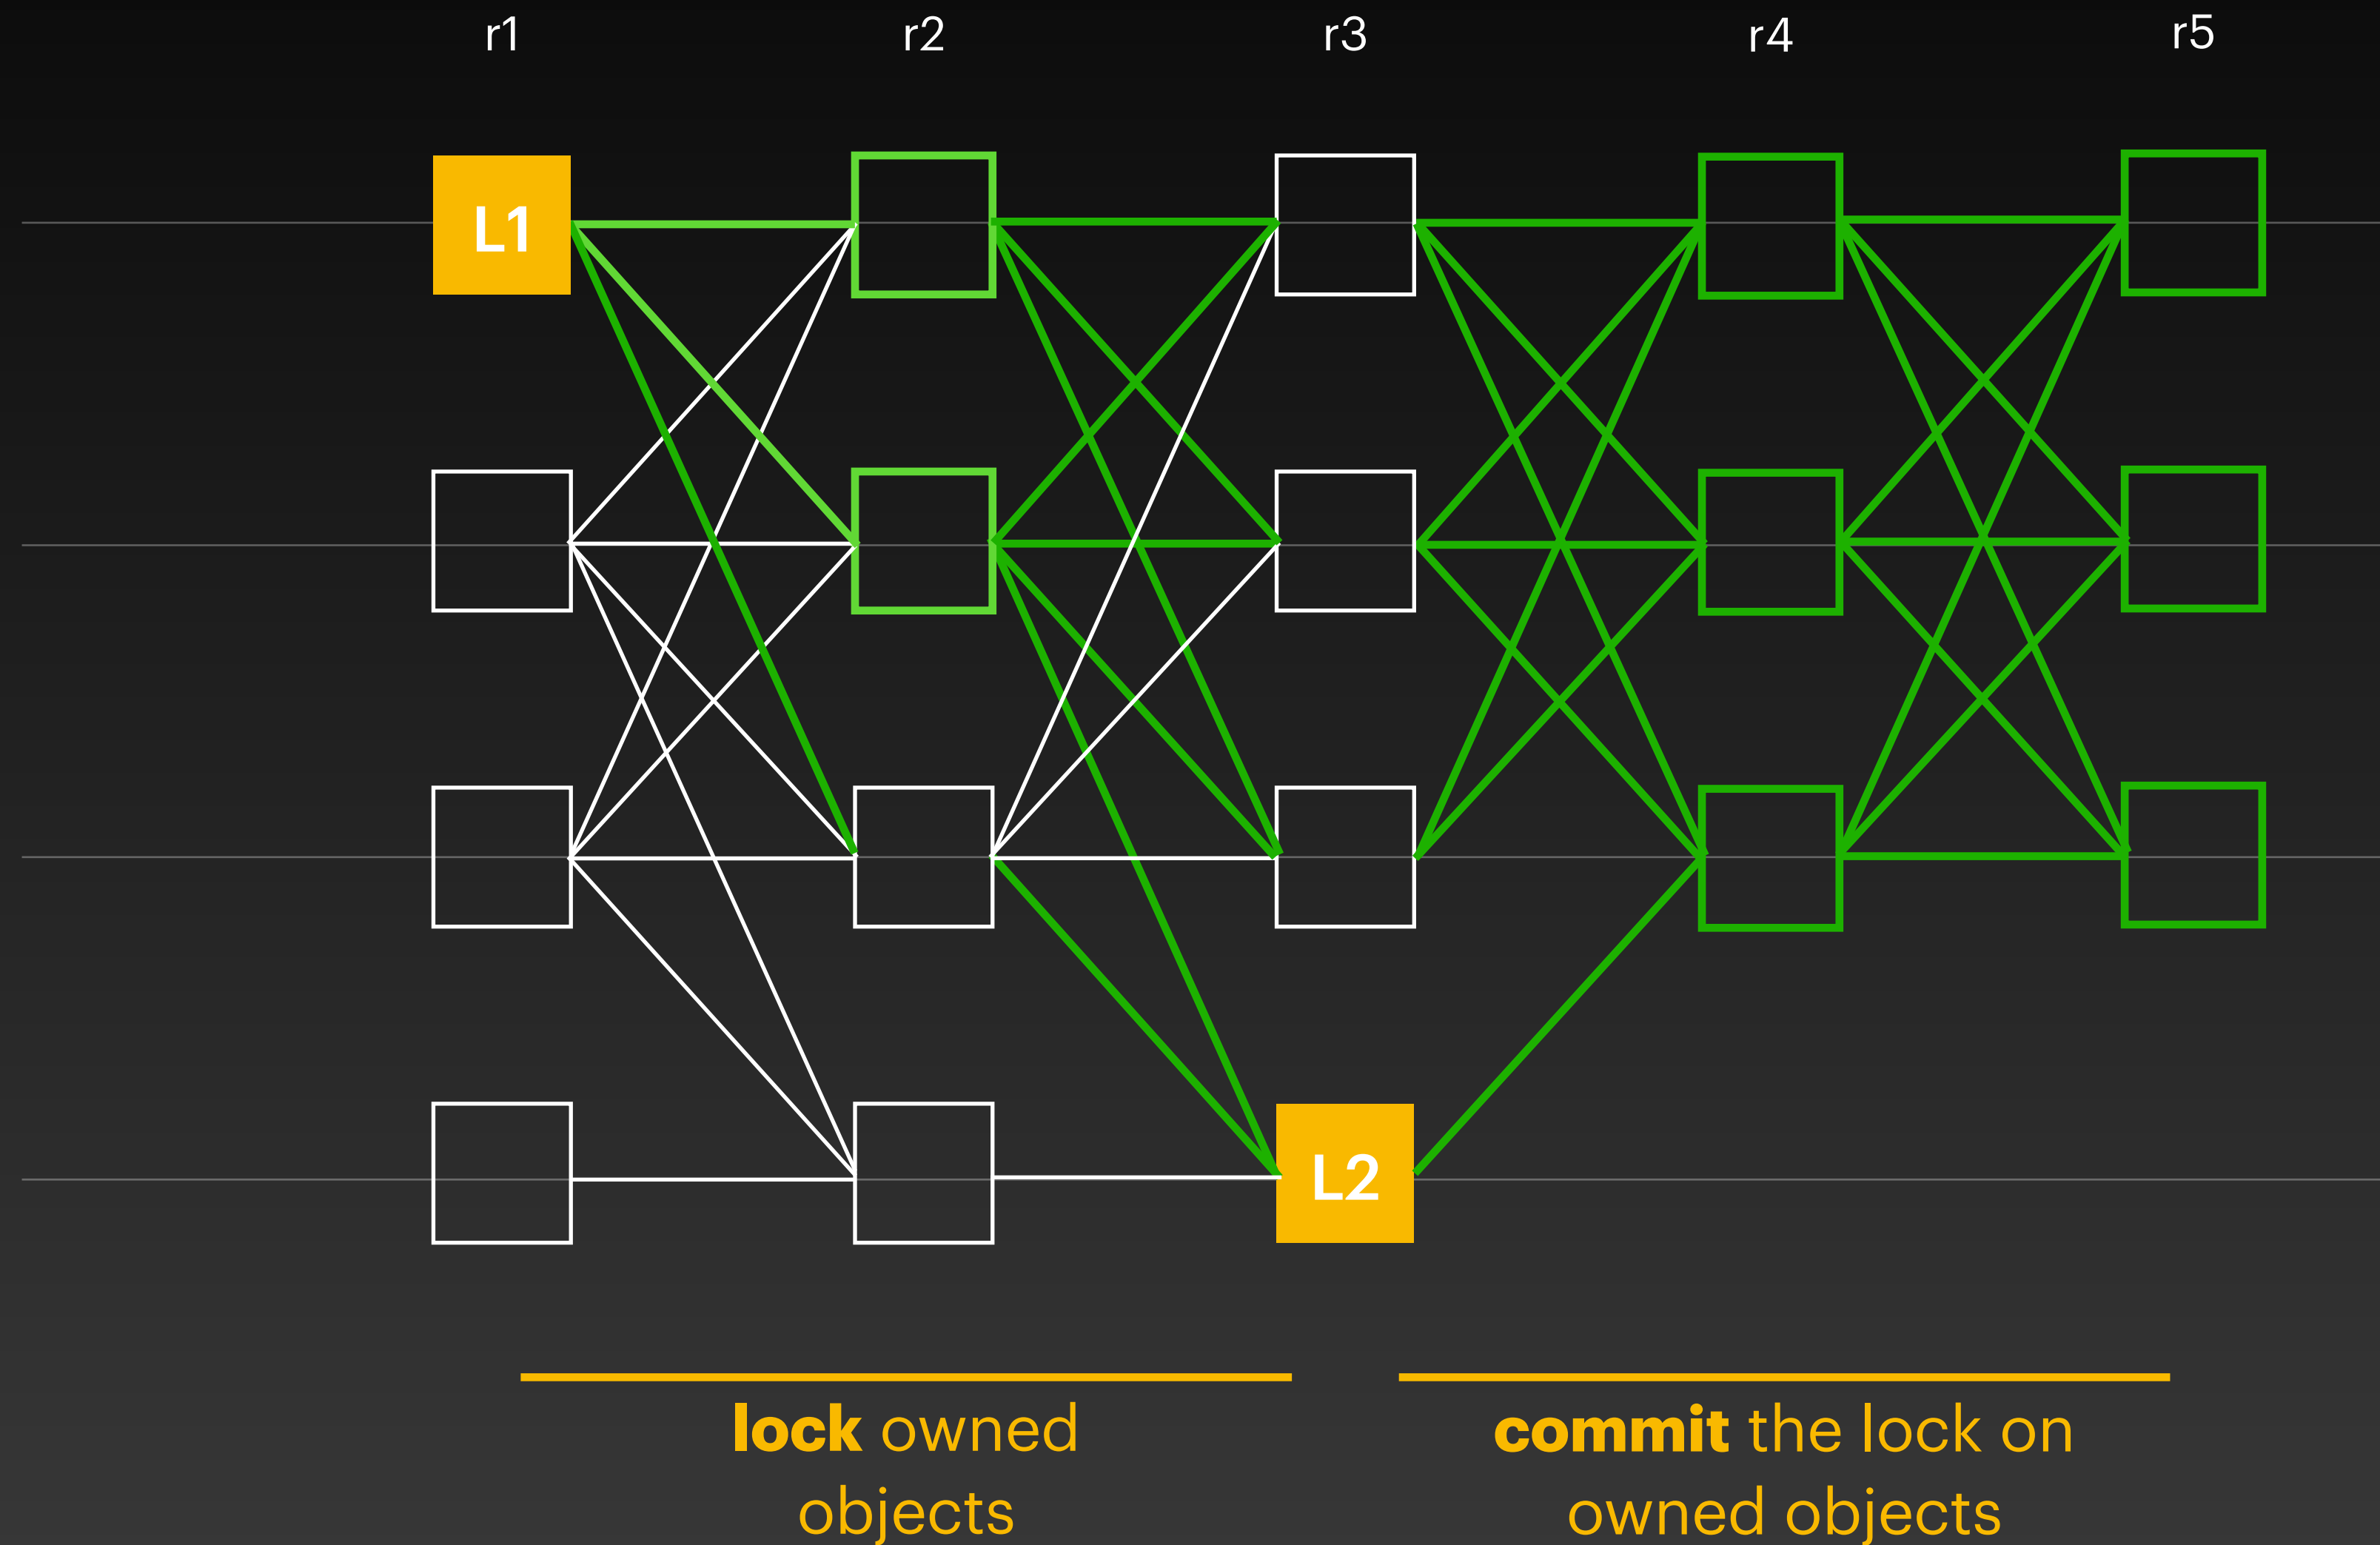 r1 r2 r3 r4 r5
L1
L2
lock owned
objects
commit the lock on
owned objects